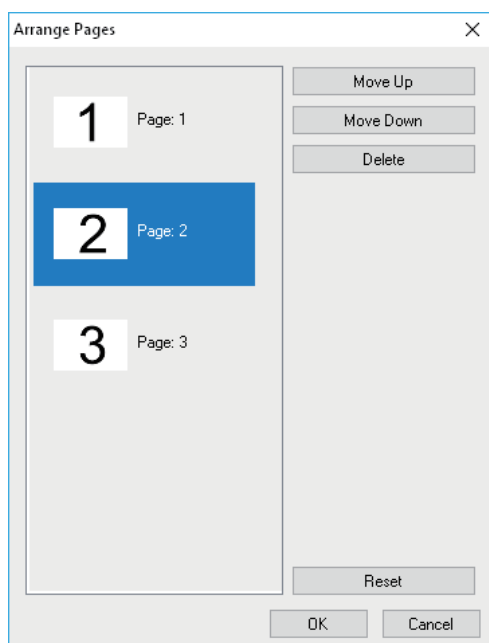 Arrange Pages
1 Page: 1
2 Page: 2
3 Page: 3
Move Up
Move Down
Delete
Reset
OK Cancel